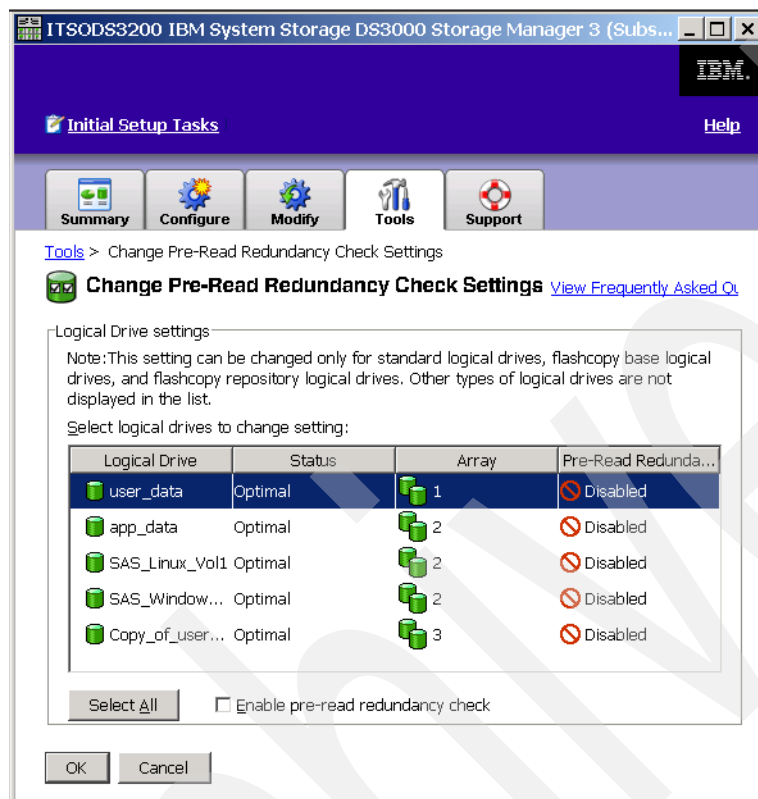 ITSODS3200 IBM System Storage DS3000 Storage Manager 3 (Subs...
IBM.
Initial Setup Tasks Help
Summary Configure Modify Tools Support
Tools > Change Pre-Read Redundancy Check Settings
Change Pre-Read Redundancy Check Settings View Frequently Asked Qu
Logical Drive settings
Note:This setting can be changed only for standard logical drives, flashcopy base logical
drives, and flashcopy repository logical drives. Other types of logical drives are not
displayed in the list.
Select logical drives to change setting:
Logical Drive Status Array Pre-Read Redunda...
user_data Optimal 1 Disabled
app_data Optimal 2 Disabled
SAS_Linux_Vol1 Optimal 2 Disabled
SAS_Window... Optimal 2 Disabled
Copy_of_user... Optimal 3 Disabled
Select All Enable pre-read redundancy check
OK Cancel